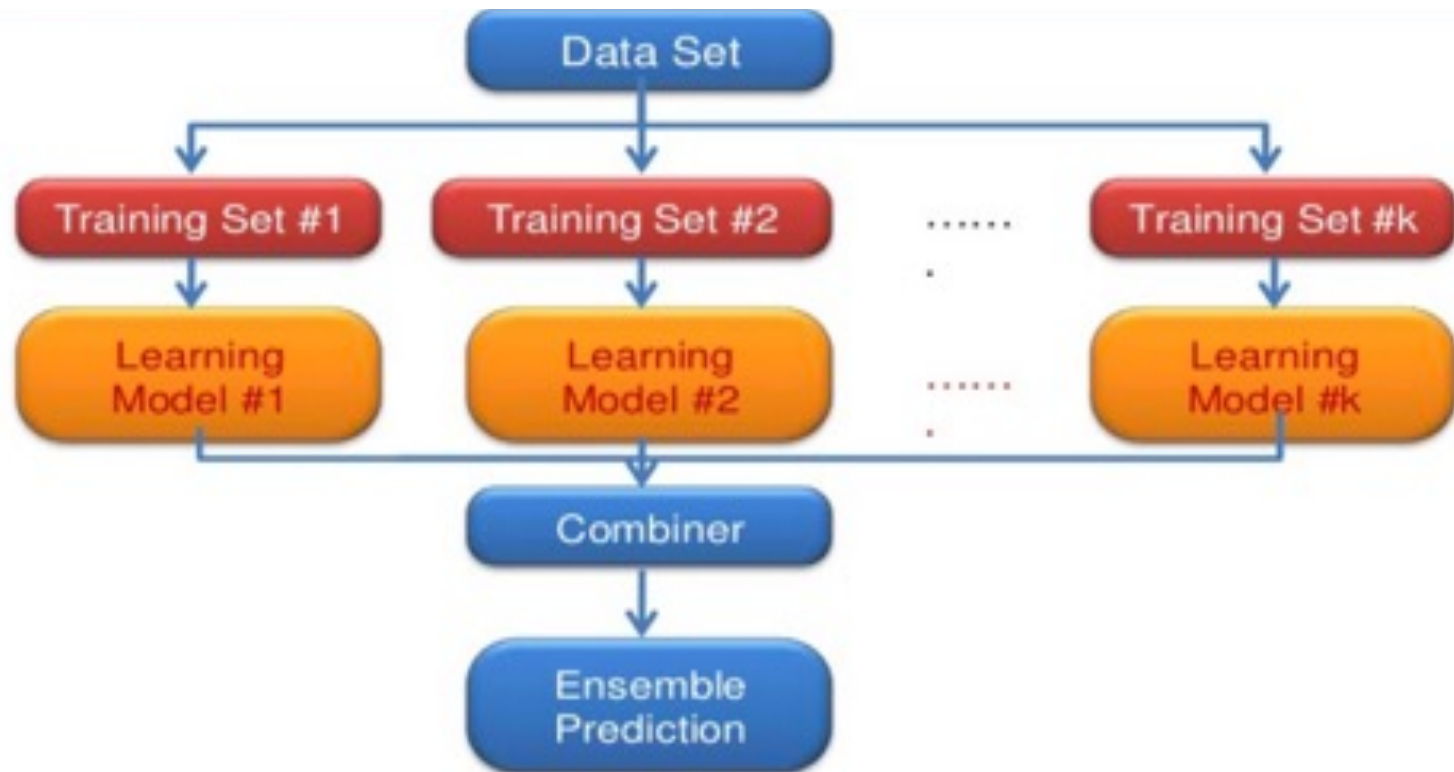 Data Set
Training Set #1
Training Set #2
......
.
Training Set #k
Learning
Model #1
Learning
Model #2
......
.
Learning
Model #k
Combiner
Ensemble
Prediction